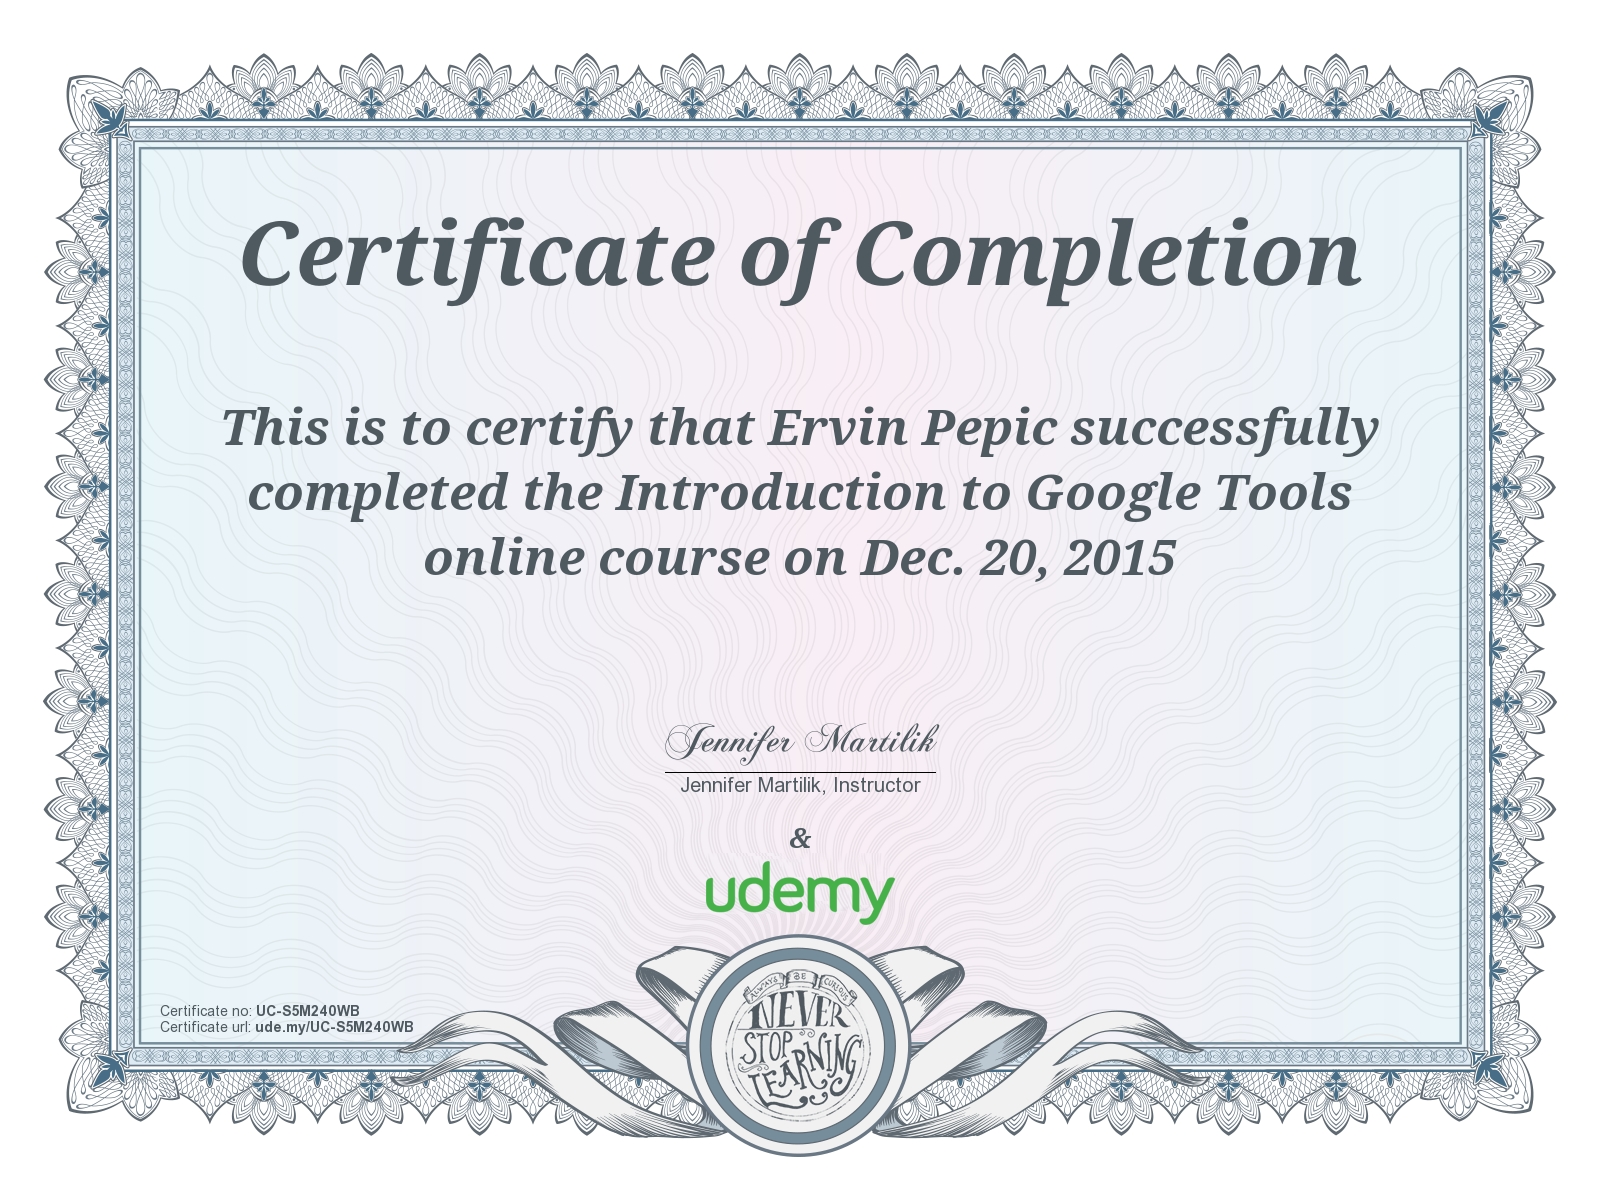 Certificate of Completion
This is to certify that Ervin Pepic successfully
completed the Introduction to Google Tools
online course on Dec. 20, 2015
Jennifer Martilik
Jennifer Martilik, Instructor
&
udemy
Certificate no: UC-S5M240WB
Certificate url: ude.my/UC-S5M240WB
ALWAYS BE CURIOUS
NEVER
STOP
LEARNING